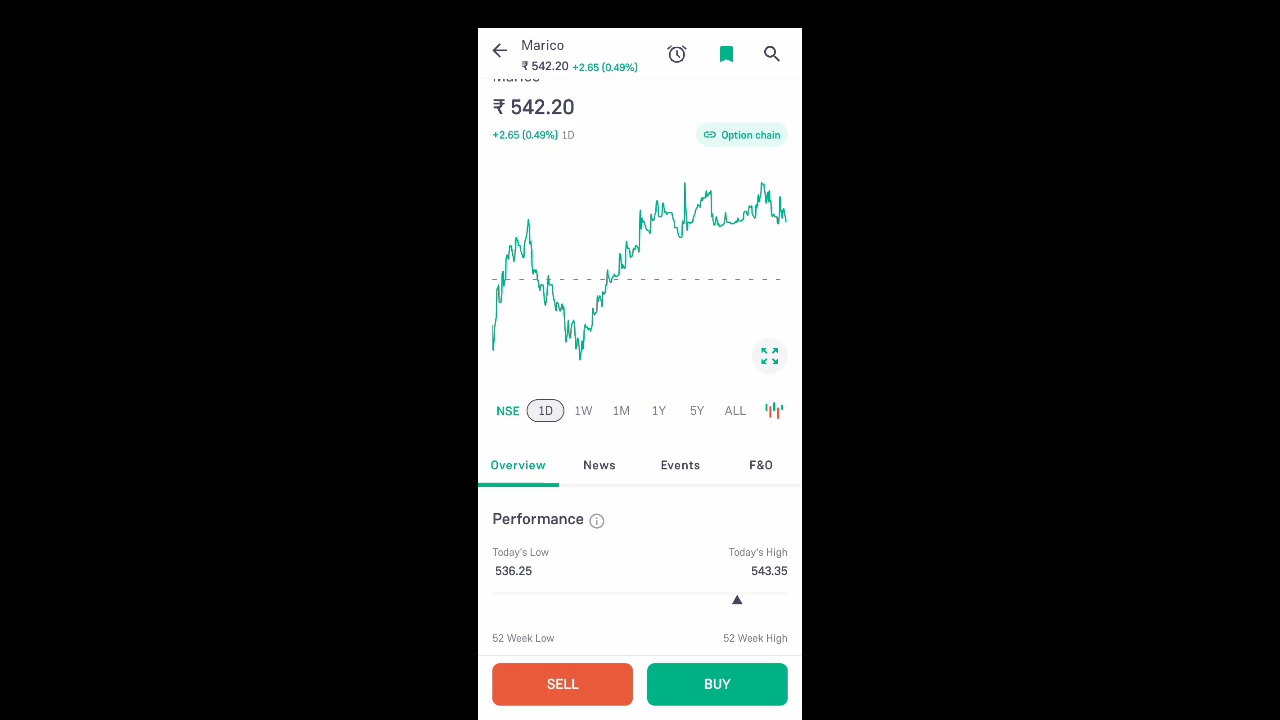 Marico
₹ 542.20 +2.65 (0.49%)
Marico
₹ 542.20
+2.65 (0.49%) 1D
Option chain
NSE 1D 1W 1M 1Y 5Y ALL
Overview News Events F&O
Performance
Today's Low Today's High
536.25 543.35
52 Week Low 52 Week High
SELL BUY